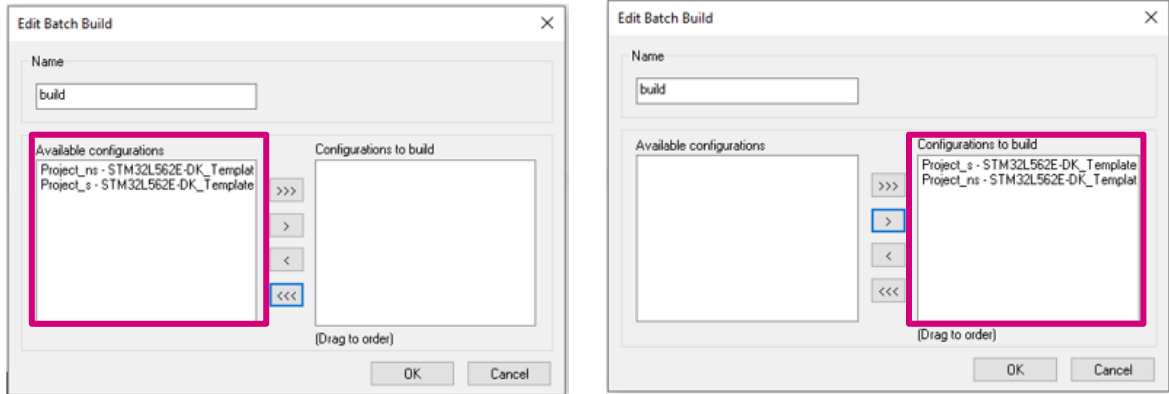 Edit Batch Build
Name
build
Available configurations
Project_ns - STM32L562E-DK_Templat
Project_s - STM32L562E-DK_Template
>>>
>
<
<<<
Configurations to build
(Drag to order)
OK
Cancel
Edit Batch Build
Name
build
Available configurations
>>>
>
<
<<<
Configurations to build
Project_s - STM32L562E-DK_Template
Project_ns - STM32L562E-DK_Templat
(Drag to order)
OK
Cancel